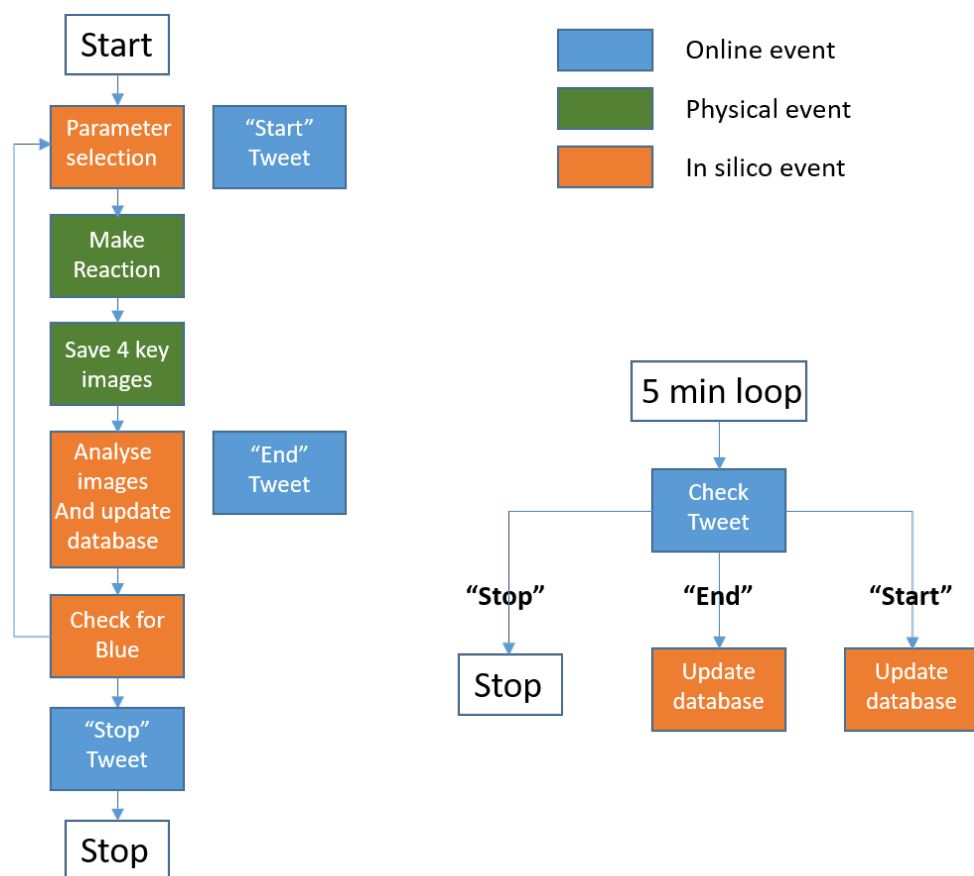 Start
Parameter
selection
“Start”
Tweet
Make
Reaction
Save 4 key
images
Analyse
images
And update
database
“End”
Tweet
Check for
Blue
“Stop”
Tweet
Stop
Online event
Physical event
In silico event
5 min loop
Check
Tweet
“Stop”
“End”
“Start”
Stop
Update
database
Update
database